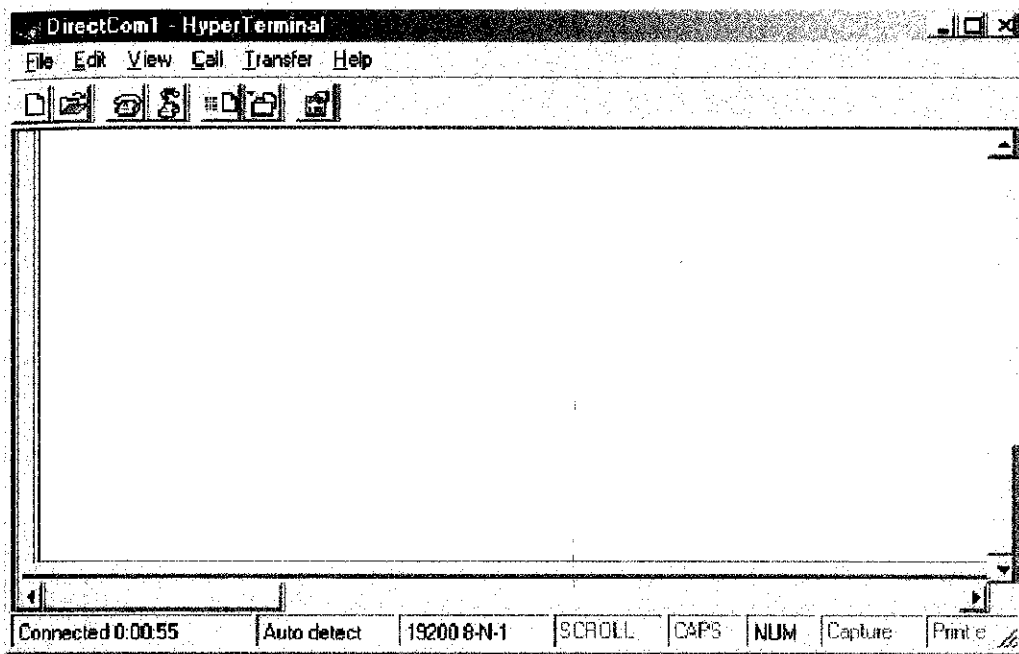 DirectCom1 - HyperTerminal
File Edit View Call Transfer Help
Connected 0:00:55 Auto detect 19200 8-N-1 SCROLL CAPS NUM Capture Print e